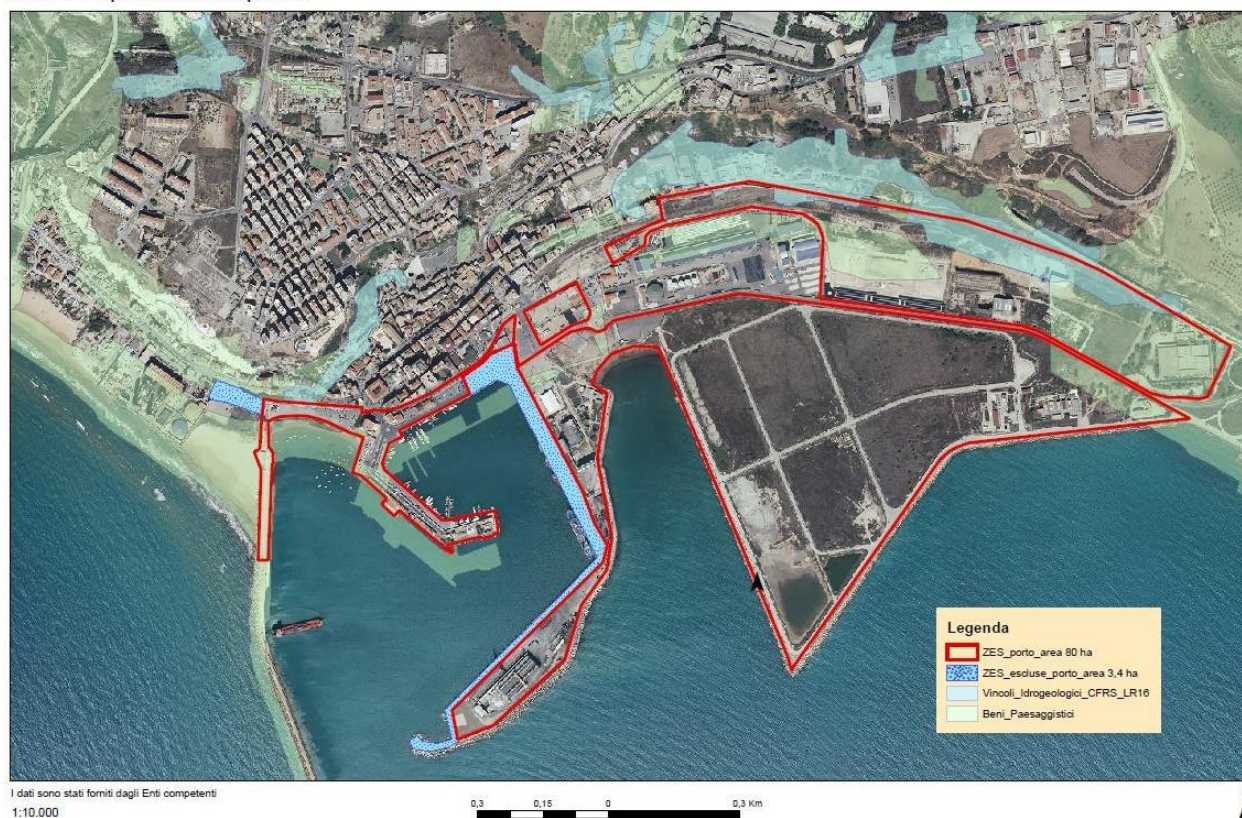 Legenda
ZES_porto_area 80 ha
ZES_escluse_porto_area 3,4 ha
Vincoli_Idrogeologici_CFRS_LR16
Beni_Paesaggistici
I dati sono stati forniti dagli Enti competenti
1:10.000
0,3 0,15 0 0,3 Km